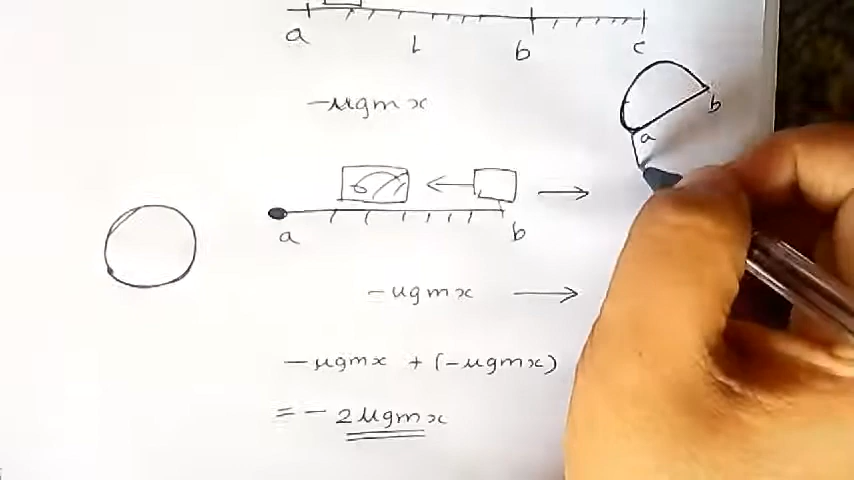 a L b c
-μgmx
b
a
a b
-μgmx
-μgmx + (-μgmx)
= - 2μgmx